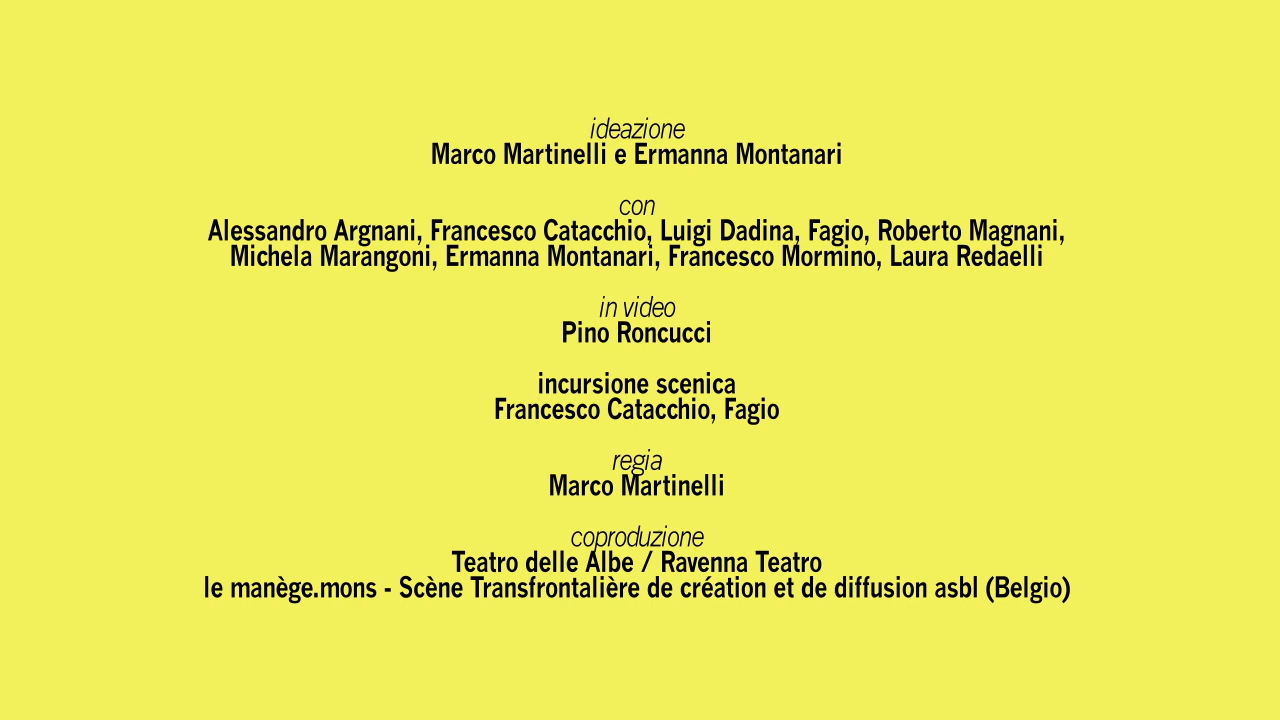 ideazione
Marco Martinelli e Ermanna Montanari
con
Alessandro Argnani, Francesco Catacchio, Luigi Dadina, Fagio, Roberto Magnani,
Michela Marangoni, Ermanna Montanari, Francesco Mormino, Laura Redaelli
in video
Pino Roncucci
incursione scenica
Francesco Catacchio, Fagio
regia
Marco Martinelli
coproduzione
Teatro delle Albe / Ravenna Teatro
le manège.mons - Scène Transfrontalière de création et de diffusion asbl (Belgio)